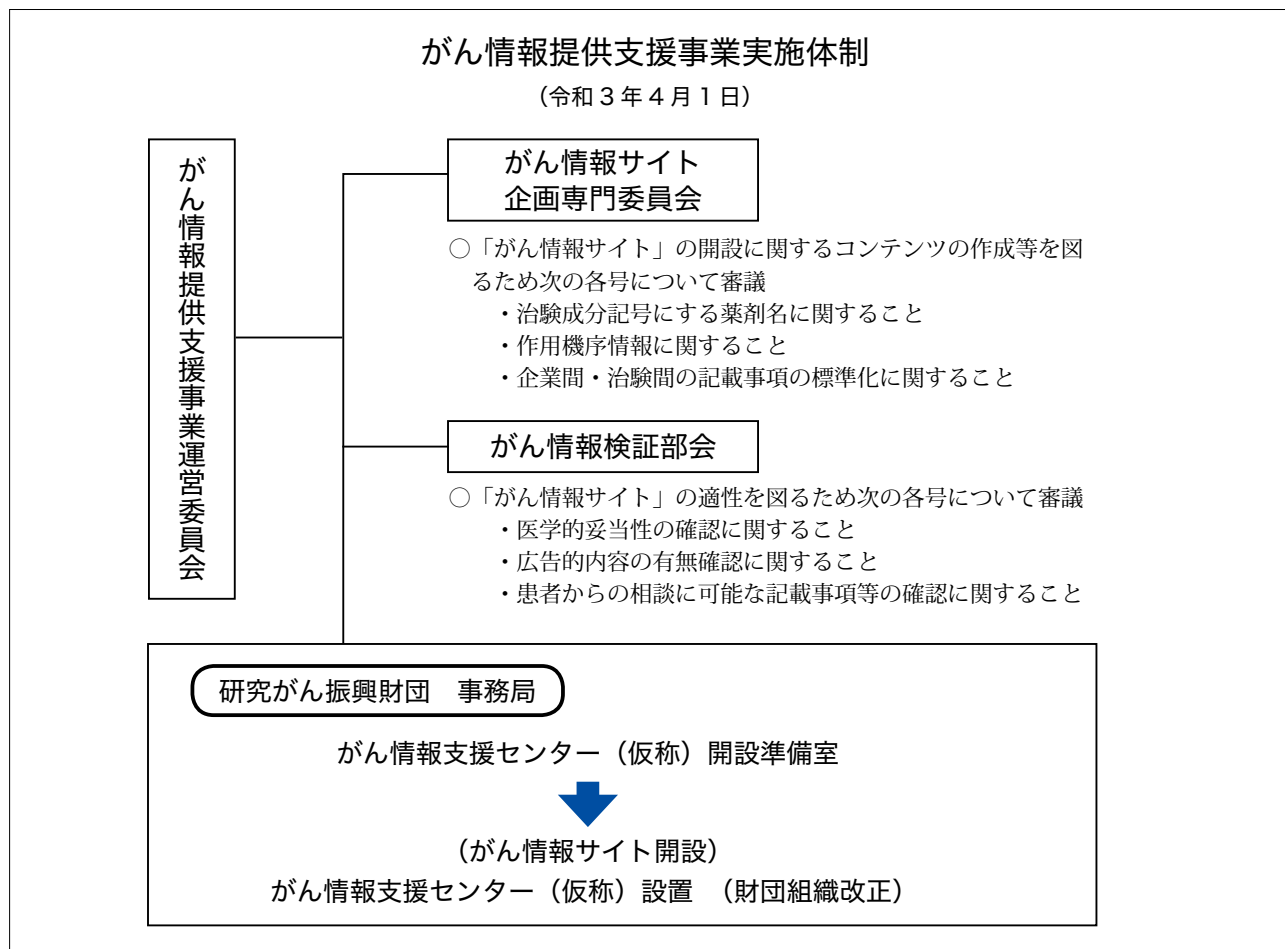 がん情報提供支援事業実施体制
（令和3年4月1日）
がん情報提供支援事業運営委員会
がん情報サイト
企画専門委員会
○「がん情報サイト」の開設に関するコンテンツの作成等を図
るため次の各号について審議
・治験成分記号にする薬剤名に関すること
・作用機序情報に関すること
・企業間・治験間の記載事項の標準化に関すること
がん情報検証部会
○「がん情報サイト」の適性を図るため次の各号について審議
・医学的妥当性の確認に関すること
・広告的内容の有無確認に関すること
・患者からの相談に可能な記載事項等の確認に関すること
研究がん振興財団　事務局
がん情報支援センター（仮称）開設準備室
（がん情報サイト開設）
がん情報支援センター（仮称）設置　（財団組織改正）